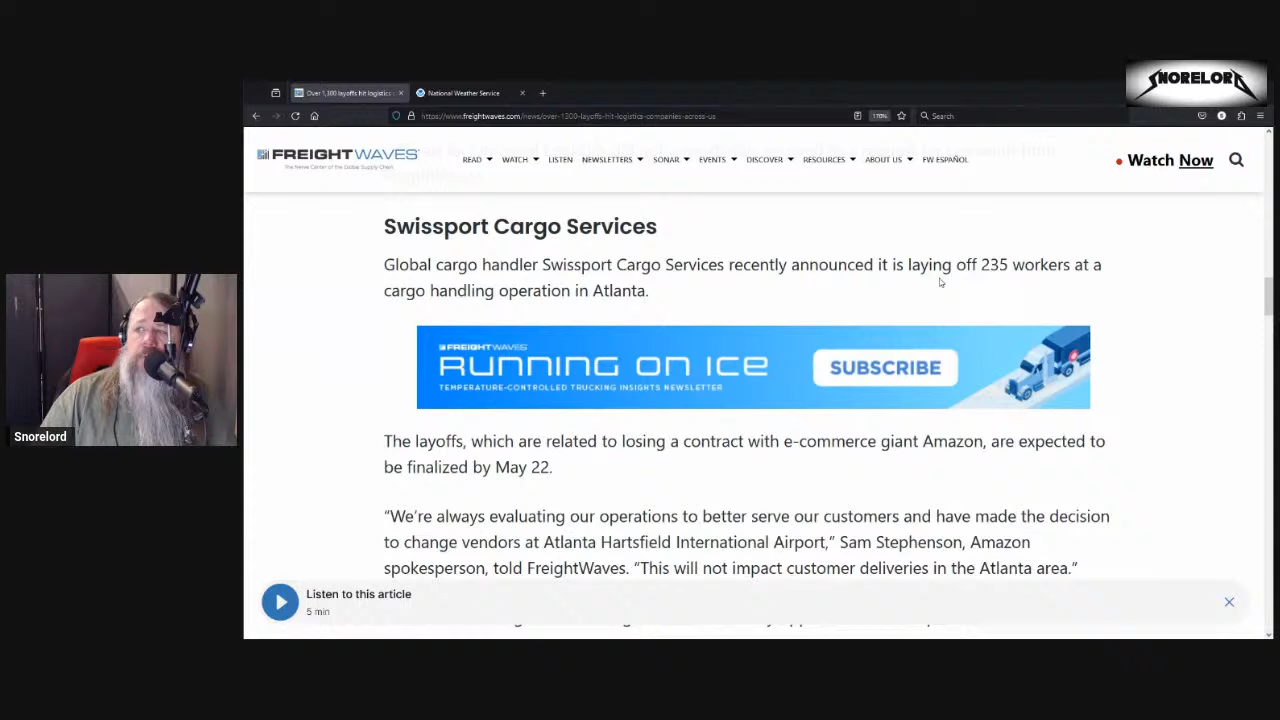 SNORELORD
Over 1,300 layoffs hit logistics
National Weather Service
https://www.freightwaves.com/news/over-1300-layoffs-hit-logistics-companies-across-us
170%
Search
FREIGHTWAVES
The Nerve Center of the Global Supply Chain
READ
WATCH
LISTEN
NEWSLETTERS
SONAR
EVENTS
DISCOVER
RESOURCES
ABOUT US
FW ESPAÑOL
Watch Now
Swissport Cargo Services
Global cargo handler Swissport Cargo Services recently announced it is laying off 235 workers at a
cargo handling operation in Atlanta.
FREIGHTWAVES
RUNNING ON ICE
TEMPERATURE-CONTROLLED TRUCKING INSIGHTS NEWSLETTER
SUBSCRIBE
Snorelord
The layoffs, which are related to losing a contract with e-commerce giant Amazon, are expected to
be finalized by May 22.
“We’re always evaluating our operations to better serve our customers and have made the decision
to change vendors at Atlanta Hartsfield International Airport,” Sam Stephenson, Amazon
spokesperson, told FreightWaves. “This will not impact customer deliveries in the Atlanta area.”
Listen to this article
5 min